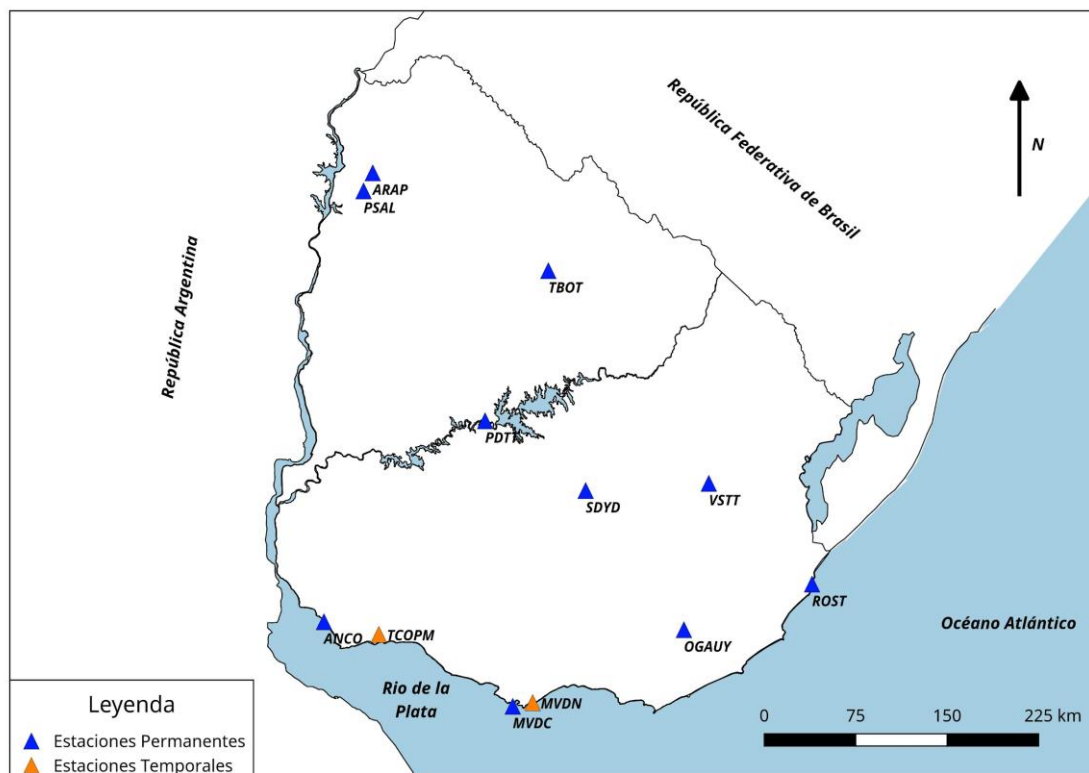 República Federativa de Brasil
N
ARAP
PSAL
República Argentina
TBOT
PDTT
SDYD
VSTT
ROST
ANCO
TCOPM
OGAUY
Océano Atlántico
Rio de la
Plata
MVDN
MVDC
Leyenda
Estaciones Permanentes
Estaciones Temporales
0 75 150 225 km